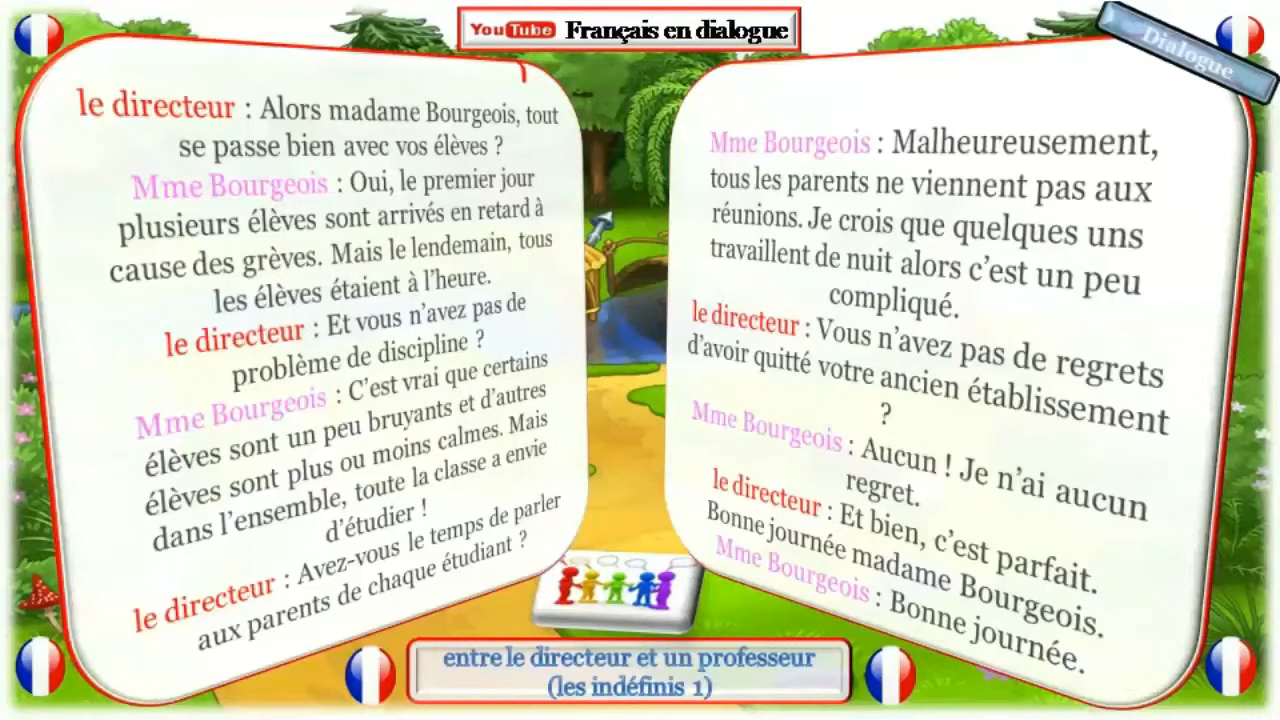 YouTube Français en dialogue
Dialogue
le directeur : Alors madame Bourgeois, tout
se passe bien avec vos élèves ?
Mme Bourgeois : Oui, le premier jour
plusieurs élèves sont arrivés en retard à
cause des grèves. Mais le lendemain, tous
les élèves étaient à l’heure.
le directeur : Et vous n’avez pas de
problème de discipline ?
Mme Bourgeois : C’est vrai que certains
élèves sont un peu bruyants et d’autres
élèves sont plus ou moins calmes. Mais
dans l’ensemble, toute la classe a envie
d’étudier !
le directeur : Avez-vous le temps de parler
aux parents de chaque étudiant ?
Mme Bourgeois : Malheureusement,
tous les parents ne viennent pas aux
réunions. Je crois que quelques uns
travaillent de nuit alors c’est un peu
compliqué.
le directeur : Vous n’avez pas de regrets
d’avoir quitté votre ancien établissement
?
Mme Bourgeois : Aucun ! Je n’ai aucun
regret.
le directeur : Et bien, c’est parfait.
Bonne journée madame Bourgeois.
Mme Bourgeois : Bonne journée.
entre le directeur et un professeur
(les indéfinis 1)